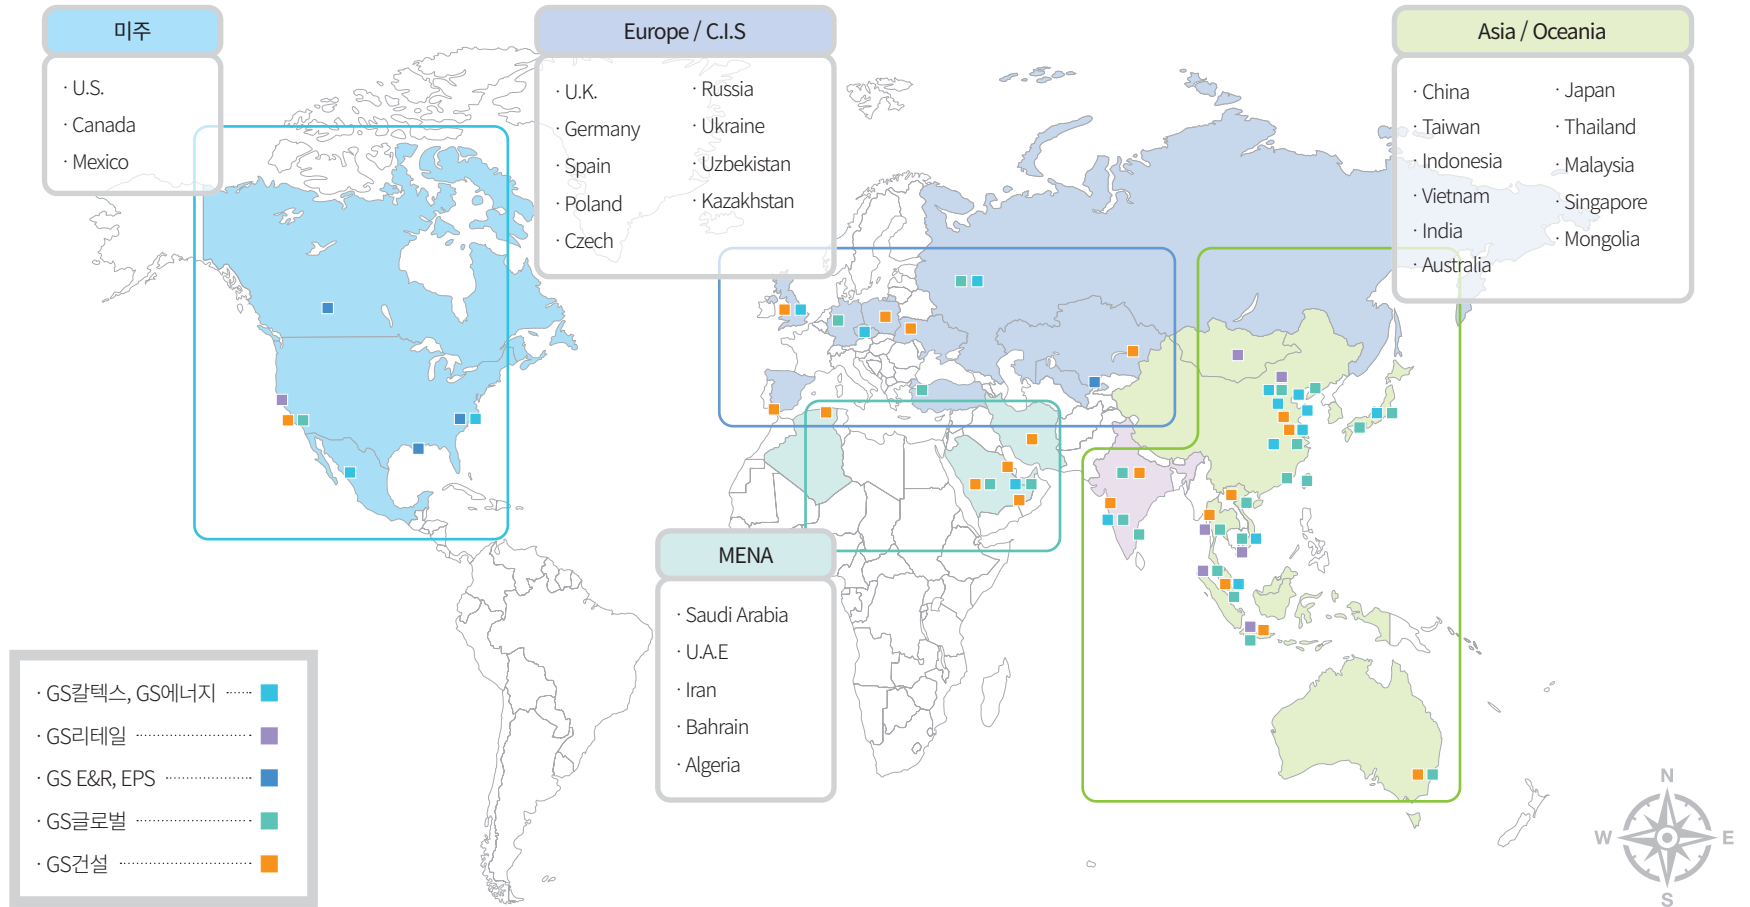 미주
· U.S.
· Canada
· Mexico
Europe / C.I.S
· U.K.
· Germany
· Spain
· Poland
· Czech
· Russia
· Ukraine
· Uzbekistan
· Kazakhstan
Asia / Oceania
· China
· Taiwan
· Indonesia
· Vietnam
· India
· Australia
· Japan
· Thailand
· Malaysia
· Singapore
· Mongolia
MENA
· Saudi Arabia
· U.A.E
· Iran
· Bahrain
· Algeria
· GS칼텍스, GS에너지
· GS리테일
· GS E&R, EPS
· GS글로벌
· GS건설
N
W E
S